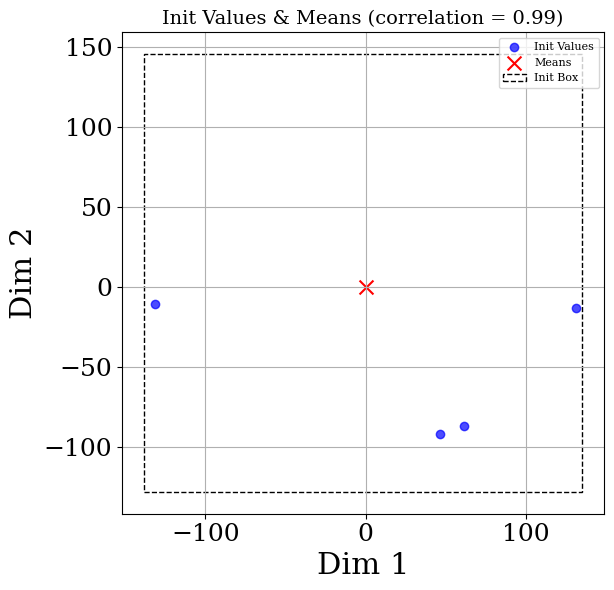 Init Values & Means (correlation = 0.99)
Init Values
Means
Init Box
150
100
50
0
−50
−100
Dim 2
−100
0
100
Dim 1